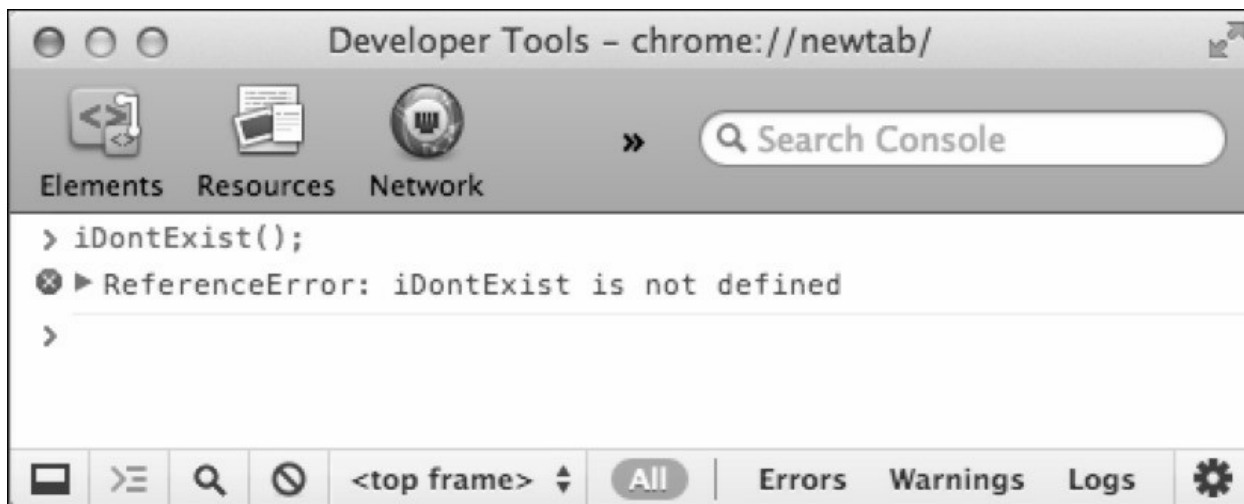 Developer Tools – chrome://newtab/
» Search Console
Elements Resources Network
> iDontExist();
ReferenceError: iDontExist is not defined
>
<top frame> All Errors Warnings Logs